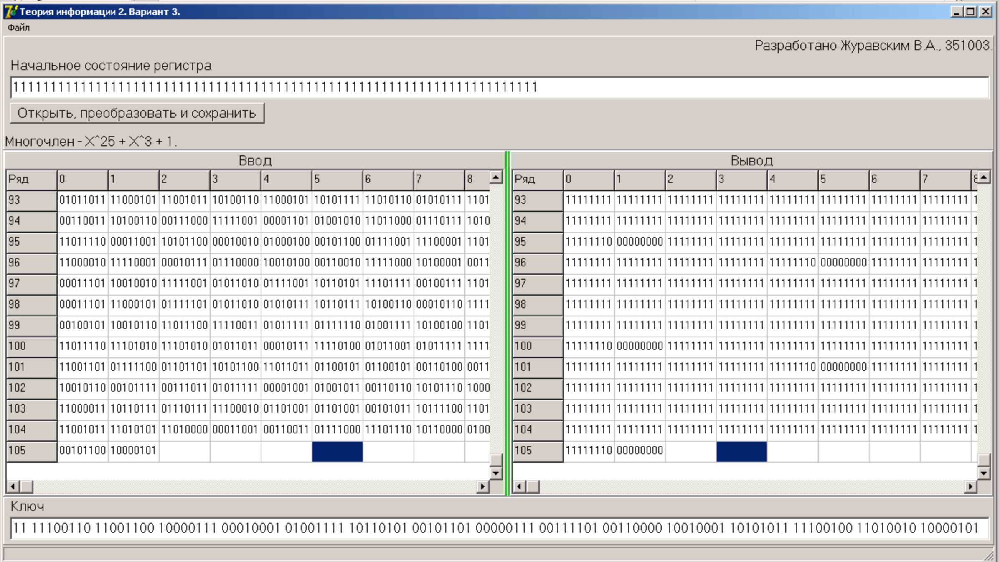 Теория информации 2. Вариант 3.
Файл
Разработано Журавским В.А., 351003.
Начальное состояние регистра
Открыть, преобразовать и сохранить
Многочлен - X^25 + X^3 + 1.
Ввод
Ряд 0 1 2 3 4 5 6 7 8
93 01011011 11000101 11001011 10100110 11000101 10101111 11010110 01010111 1101
94 00110011 10100110 00111000 11111001 00001101 01001010 11011000 01110111 1010
95 11011110 00011001 10101100 00010010 01000100 00101100 01111001 11100001 1101
96 11000010 11110001 00010111 01110000 10010100 00110010 11111000 10100001 0011
97 00011101 10010010 11111001 01011010 01111001 10110101 11101111 00100111 1101
98 00011101 11000101 01111101 01011010 01010111 10110111 10100110 00010110 1111
99 00100101 10010110 11011100 11110011 01011111 01111110 01001111 10100100 1101
100 11011110 11101010 11101010 01011011 00010111 11110100 01011001 01011111 1111
101 11001101 01111100 01101101 10101100 11011011 01100101 01100101 00110100 0011
102 10010110 00101111 00111011 01011111 00001001 01001011 00110110 10101110 1000
103 11000011 10110111 01110111 11100010 01101001 01101001 00101011 10111100 1101
104 11001011 11010101 11010000 00011001 00110011 01111000 11101110 10110000 0100
105 00101100 10000101
Вывод
Ряд 0 1 2 3 4 5 6 7 8
93 11111111 11111111 11111111 11111111 11111111 11111111 11111111 11111111 1
94 11111111 11111111 11111111 11111111 11111111 11111111 11111111 11111111 1
95 11111110 00000000 11111111 11111111 11111111 11111111 11111111 11111111 1
96 11111111 11111111 11111111 11111111 11111110 00000000 11111111 11111111 1
97 11111111 11111111 11111111 11111111 11111111 11111111 11111111 11111111 1
98 11111111 11111111 11111111 11111111 11111111 11111111 11111111 11111111 1
99 11111111 11111111 11111111 11111111 11111111 11111111 11111111 11111111 1
100 11111110 00000000 11111111 11111111 11111111 11111111 11111111 11111111 1
101 11111111 11111111 11111111 11111111 11111110 00000000 11111111 11111111 1
102 11111111 11111111 11111111 11111111 11111111 11111111 11111111 11111111 1
103 11111111 11111111 11111111 11111111 11111111 11111111 11111111 11111111 1
104 11111111 11111111 11111111 11111111 11111111 11111111 11111111 11111111 1
105 11111110 00000000
Ключ
11 11100110 11001100 10000111 00010001 01001111 10110101 00101101 00000111 00111101 00110000 10010001 10101011 11100100 11010010 10000101